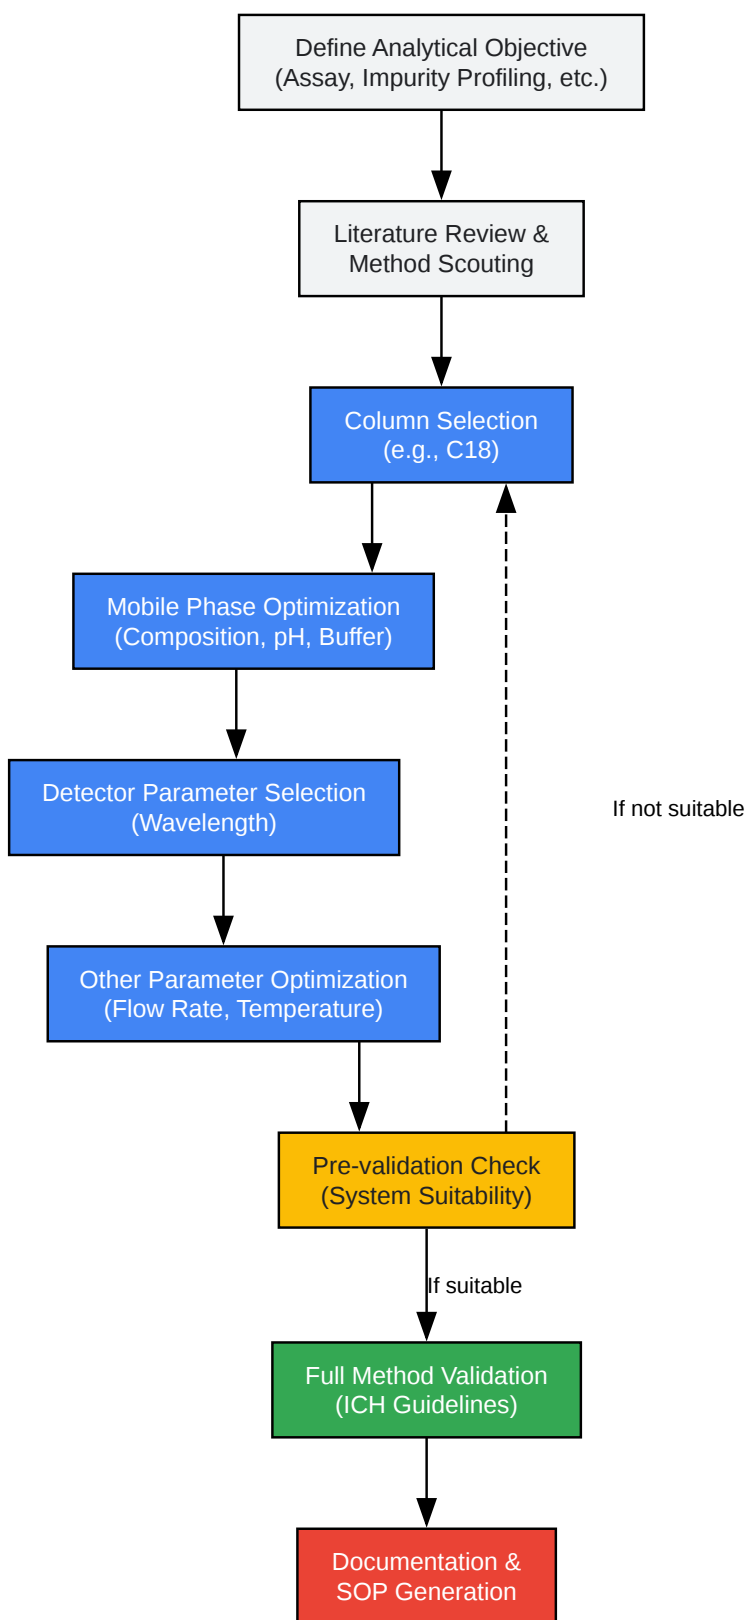 Define Analytical Objective
(Assay, Impurity Profiling, etc.)
Literature Review &
Method Scouting
Column Selection
(e.g., C18)
Mobile Phase Optimization
(Composition, pH, Buffer)
Detector Parameter Selection
(Wavelength)
If not suitable
Other Parameter Optimization
(Flow Rate, Temperature)
Pre-validation Check
(System Suitability)
If suitable
Full Method Validation
(ICH Guidelines)
Documentation &
SOP Generation